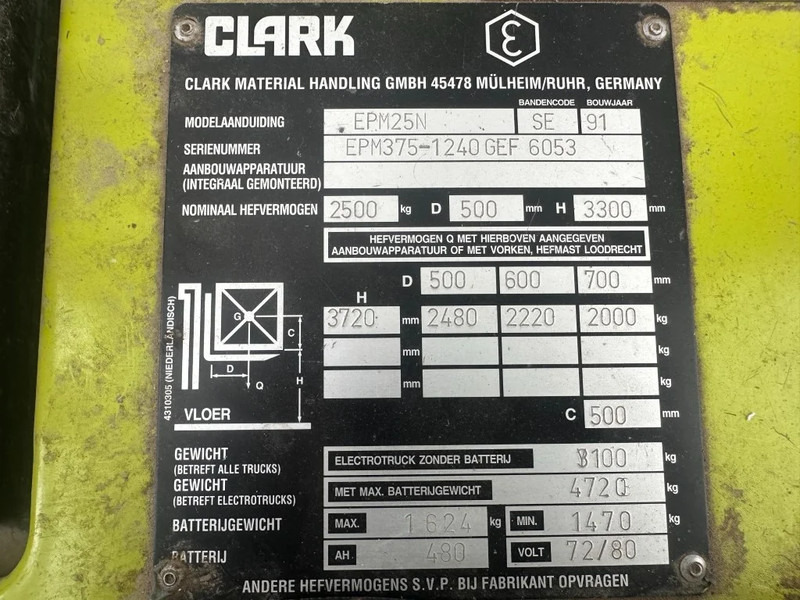 CLARK
CLARK MATERIAL HANDLING GMBH 45478 MÜLHEIM/RUHR, GERMANY
BANDENCODE BOUWJAAR
MODELAANDUIDING EPM25N SE 91
SERIENUMMER EPM375-1240GEF 6053
AANBOUWAPPARATUUR
(INTEGRAAL GEMONTEERD)
NOMINAAL HEFVERMOGEN 2500 kg D 500 mm H 3300 mm
HEFVERMOGEN Q MET HIERBOVEN AANGEGEVEN
AANBOUWAPPARATUUR OF MET VORKEN, HEFMAST LOODRECHT
D 500 600 700 mm
H
3720 mm 2480 2220 2000 kg
mm kg
mm kg
G
C
D
Q
H
VLOER
4310305 (NIEDERLÄNDISCH)
C 500 mm
GEWICHT
(BETREFT ALLE TRUCKS)
ELECTROTRUCK ZONDER BATTERIJ 3100 kg
GEWICHT
(BETREFT ELECTROTRUCKS)
MET MAX. BATTERIJGEWICHT 4720 kg
BATTERIJGEWICHT MAX. 1624 kg MIN. 1470 kg
BATTERIJ AH 480 VOLT 72/80
ANDERE HEFVERMOGENS S.V.P. BIJ FABRIKANT OPVRAGEN